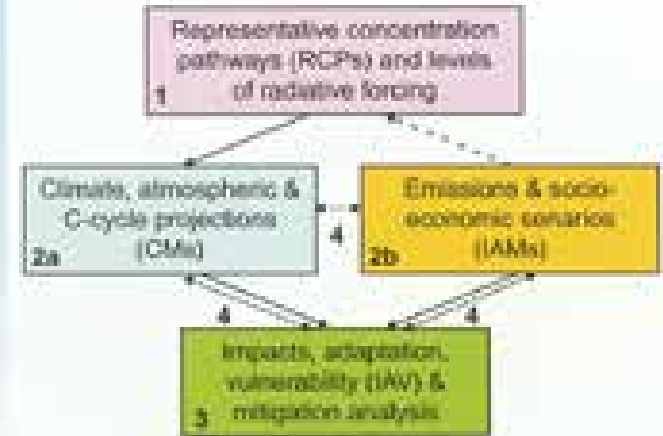 Representative concentration
pathways (RCPs) and levels
of radiative forcing
1
Climate, atmospheric &
C-cycle projections
(CMs)
2a
4
Emissions & socio-
economic senarios
(IAMs)
2b
4
4
Impacts, adaptation,
vulnerability (IAV) &
mitigation analysis
3